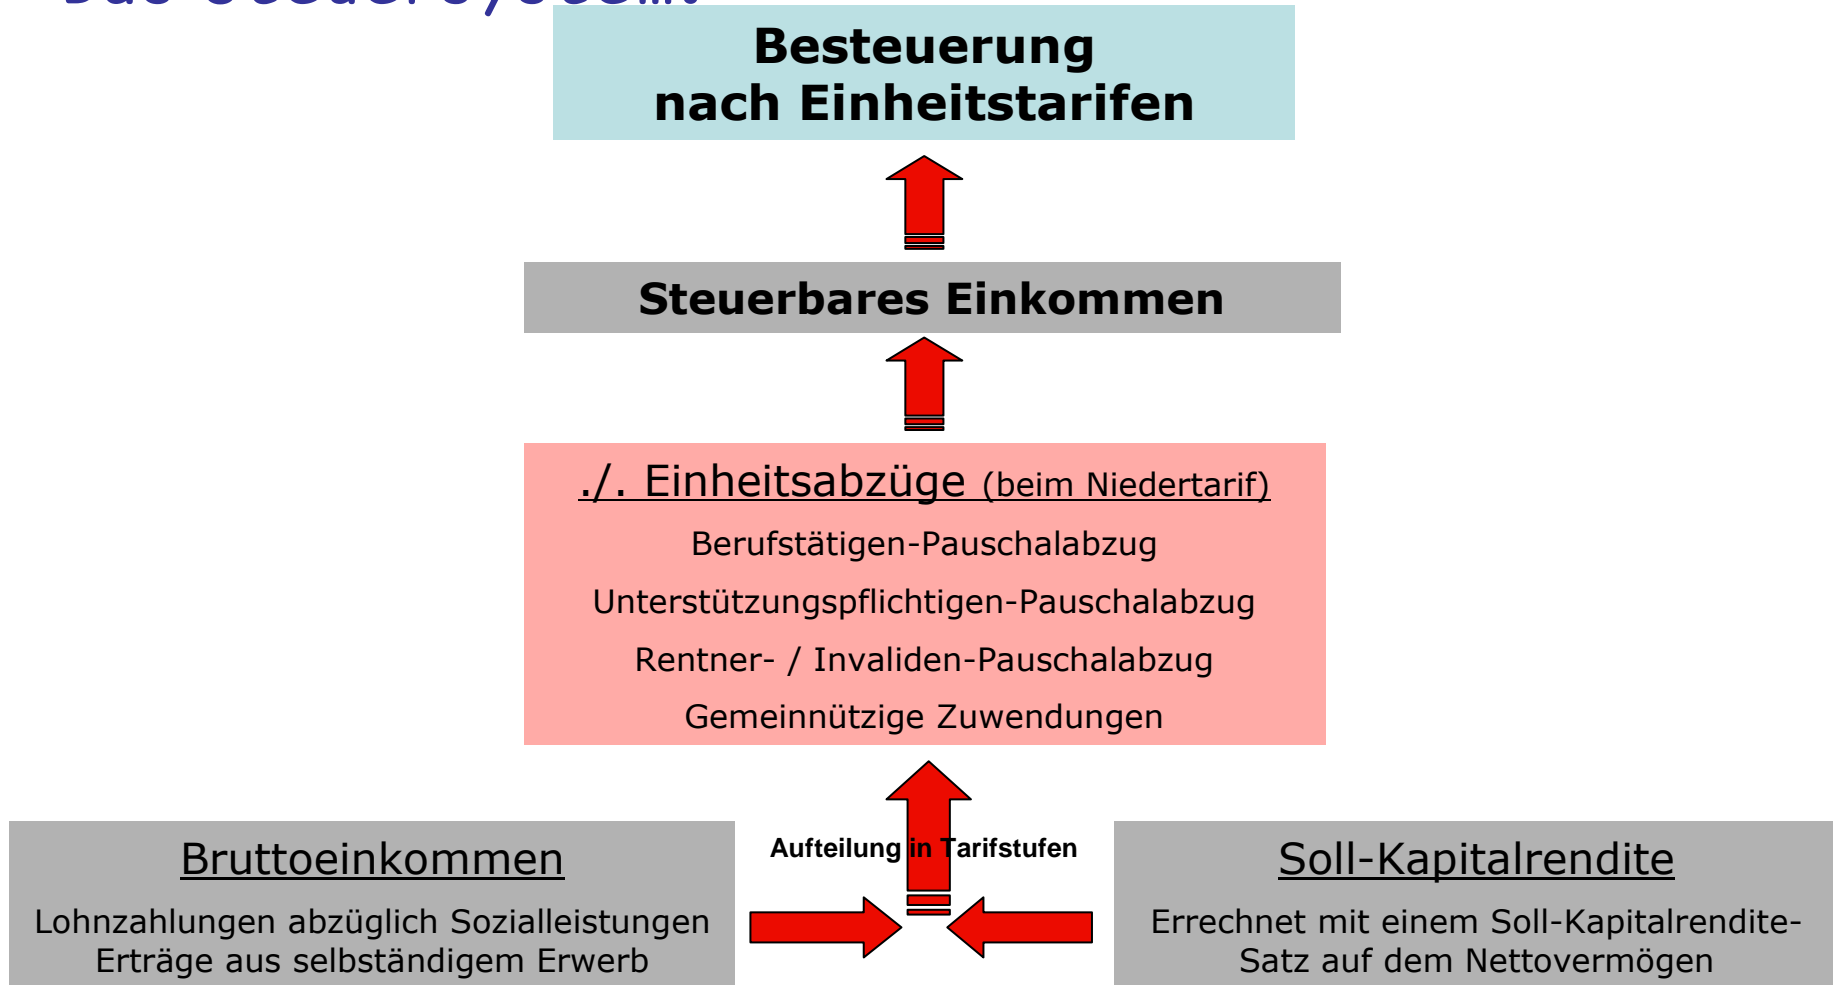 Das Steuersystem
Besteuerung
nach Einheitstarifen
Steuerbares Einkommen
./. Einheitsabzüge (beim Niedertarif)
Berufstätigen-Pauschalabzug
Unterstützungspflichtigen-Pauschalabzug
Rentner- / Invaliden-Pauschalabzug
Gemeinnützige Zuwendungen
Aufteilung in Tarifstufen
Bruttoeinkommen
Lohnzahlungen abzüglich Sozialleistungen
Erträge aus selbständigem Erwerb
Soll-Kapitalrendite
Errechnet mit einem Soll-Kapitalrendite-
Satz auf dem Nettovermögen